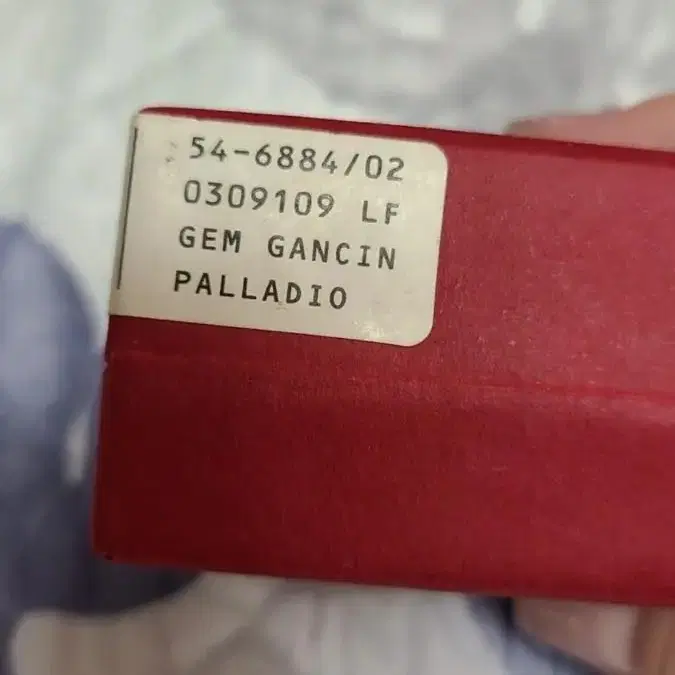 54-6884/02
0309109 LF
GEM GANCIN
PALLADIO